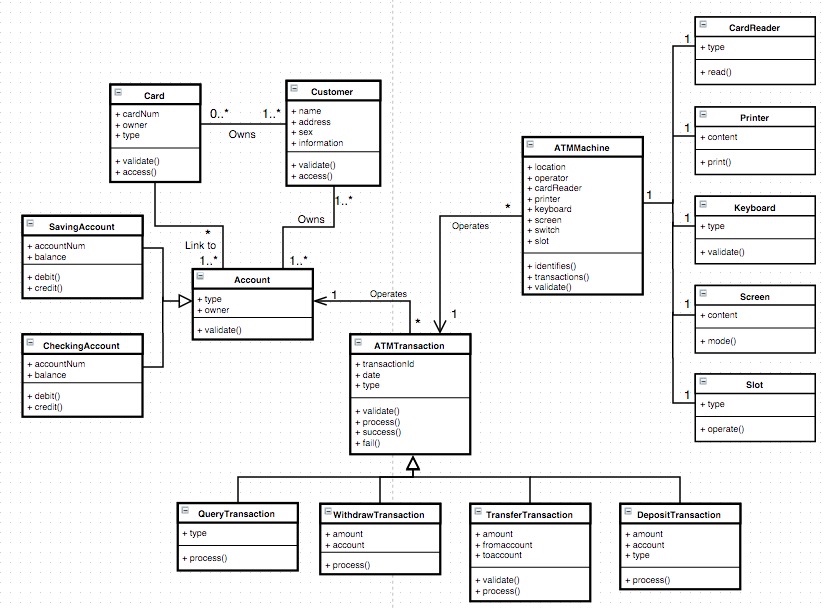 CardReader
+ type
+ read()
1
Card
+ cardNum
+ owner
+ type
+ validate()
+ access()
0..*
1..*
Owns
Customer
+ name
+ address
+ sex
+ information
+ validate()
+ access()
Printer
+ content
+ print()
1
ATMMachine
+ location
+ operator
+ cardReader
+ printer
+ keyboard
+ screen
+ switch
+ slot
+ identifies()
+ transactions()
+ validate()
1
*
Operates
1
Keyboard
+ type
+ validate()
1
1..*
Owns
1..*
*
Link to
1..*
SavingAccount
+ accountNum
+ balance
+ debit()
+ credit()
Account
+ type
+ owner
+ validate()
1
Operates
*
Screen
+ content
+ mode()
1
CheckingAccount
+ accountNum
+ balance
+ debit()
+ credit()
ATMTransaction
+ transactionId
+ date
+ type
+ validate()
+ process()
+ success()
+ fail()
Slot
+ type
+ operate()
1
QueryTransaction
+ type
+ process()
WithdrawTransaction
+ amount
+ account
+ process()
TransferTransaction
+ amount
+ fromaccount
+ toaccount
+ validate()
+ process()
DepositTransaction
+ amount
+ account
+ type
+ process()